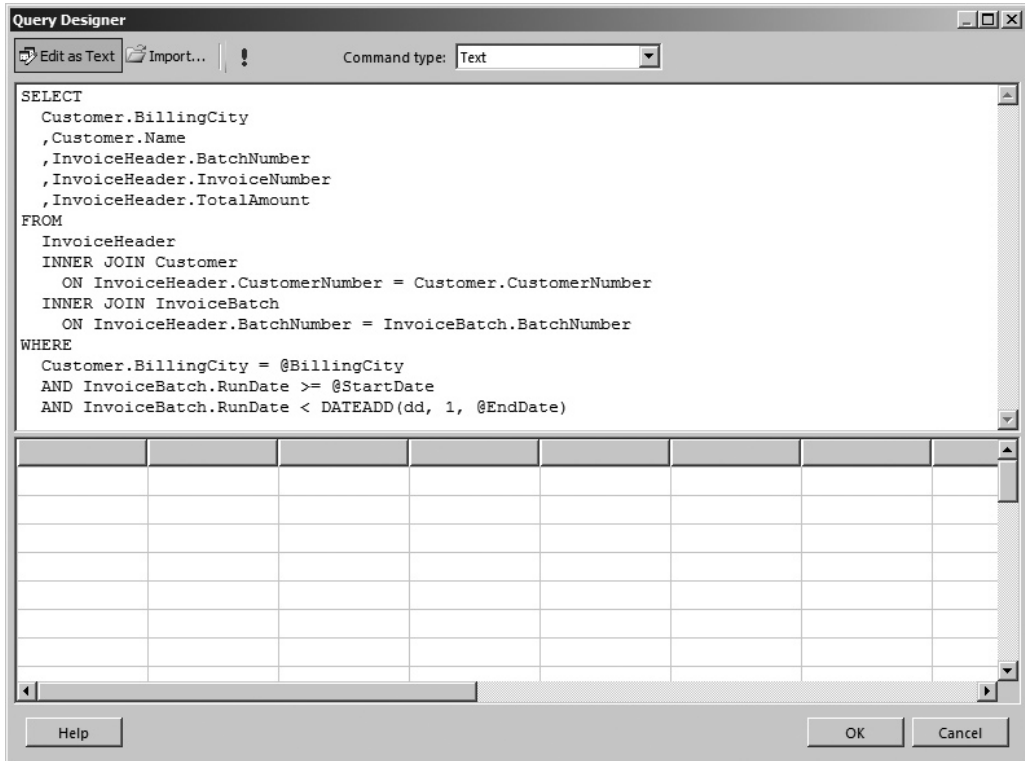 Query Designer
Edit as Text Import... ! Command type: Text
SELECT
Customer.BillingCity
,Customer.Name
,InvoiceHeader.BatchNumber
,InvoiceHeader.InvoiceNumber
,InvoiceHeader.TotalAmount
FROM
InvoiceHeader
INNER JOIN Customer
ON InvoiceHeader.CustomerNumber = Customer.CustomerNumber
INNER JOIN InvoiceBatch
ON InvoiceHeader.BatchNumber = InvoiceBatch.BatchNumber
WHERE
Customer.BillingCity = @BillingCity
AND InvoiceBatch.RunDate >= @StartDate
AND InvoiceBatch.RunDate < DATEADD(dd, 1, @EndDate)
Help OK Cancel